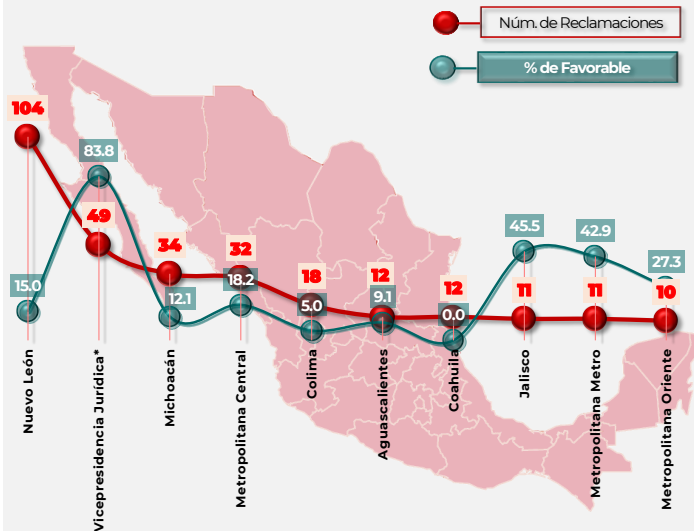 Núm. de Reclamaciones
% de Favorable
104
83.8
49
34
32
18
12
12
11
11
10
15.0
12.1
18.2
5.0
9.1
0.0
45.5
42.9
27.3
Nuevo León
Vicepresidencia Jurídica*
Michoacán
Metropolitana Central
Colima
Aguascalientes
Coahuila
Jalisco
Metropolitana Metro
Metropolitana Oriente